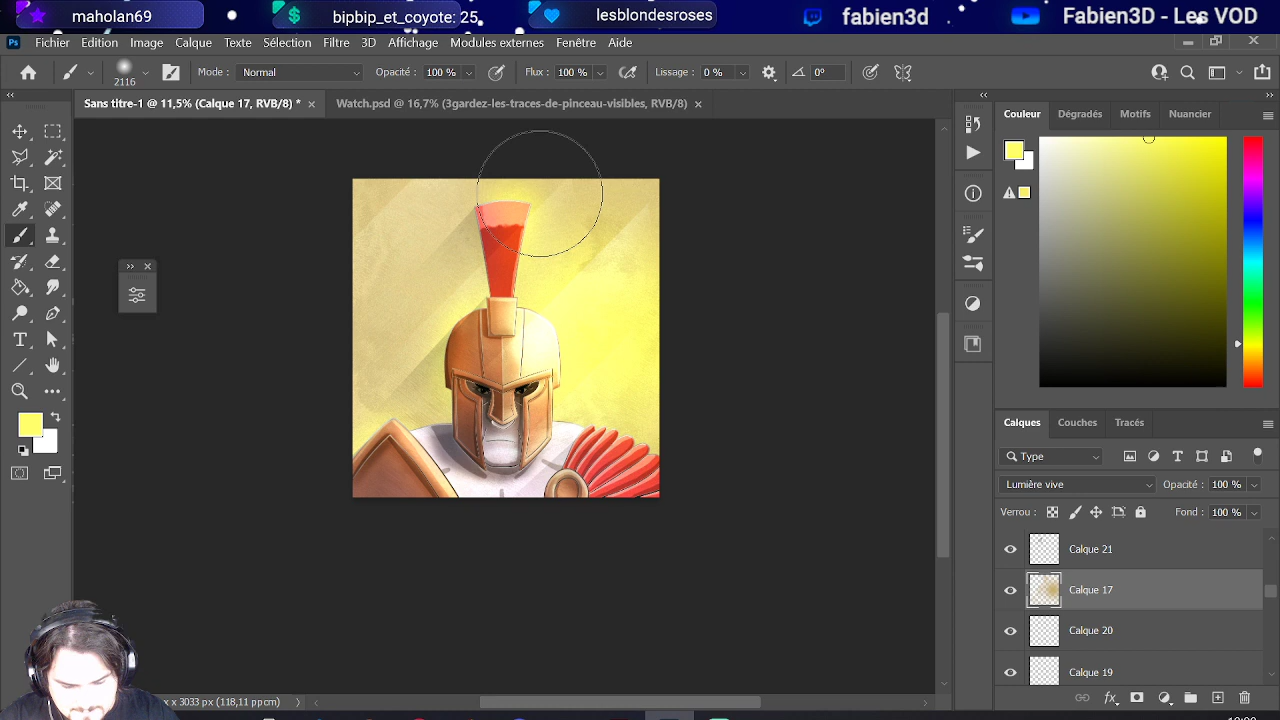 maholan69
bipbip_et_coyote: 25
lesblondesroses
fabien3d
Fabien3D - Les VOD
Ps Fichier Edition Image Calque Texte Sélection Filtre 3D Affichage Modules externes Fenêtre Aide
2116 Mode : Normal Opacité : 100 % Flux : 100 % Lissage : 0 % 0°
Sans titre-1 @ 11,5% (Calque 17, RVB/8) * Watch.psd @ 16,7% (3gardez-les-traces-de-pinceau-visibles, RVB/8)
Couleur Dégradés Motifs Nuancier
Calques Couches Tracés
Type
Lumière vive Opacité : 100 %
Verrou : Fond : 100 %
Calque 21
Calque 17
Calque 20
Calque 19
x 3033 px (118,11 ppcm)